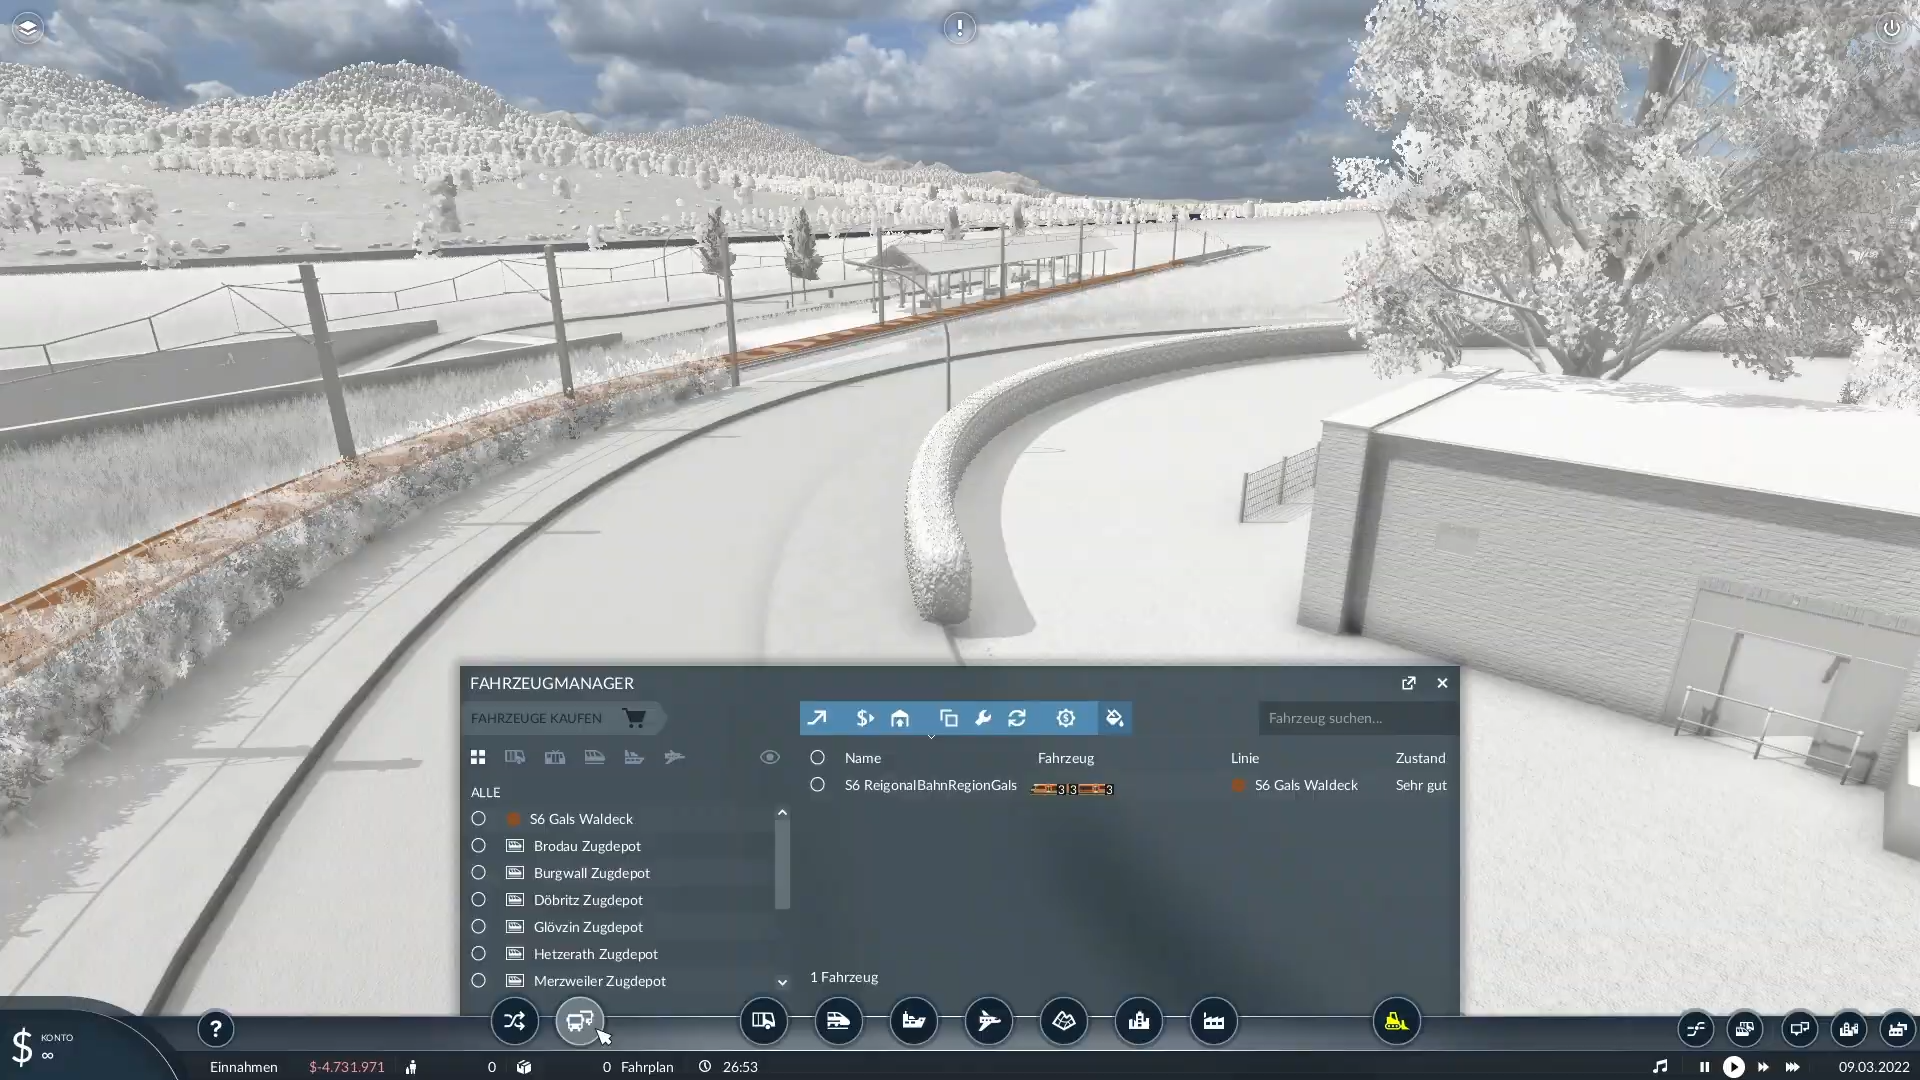 FAHRZEUGMANAGER
FAHRZEUGE KAUFEN
Fahrzeug suchen...
Name Fahrzeug Linie Zustand
S6 ReigonalBahnRegionGals 3 3 3 S6 Gals Waldeck Sehr gut
ALLE
S6 Gals Waldeck
Brodau Zugdepot
Burgwall Zugdepot
Döbritz Zugdepot
Glövzin Zugdepot
Hetzerath Zugdepot
Merzweiler Zugdepot
1 Fahrzeug
$ KONTO
∞
?
Einnahmen $-4.731.971 0 0 Fahrplan 26:53 09.03.2022